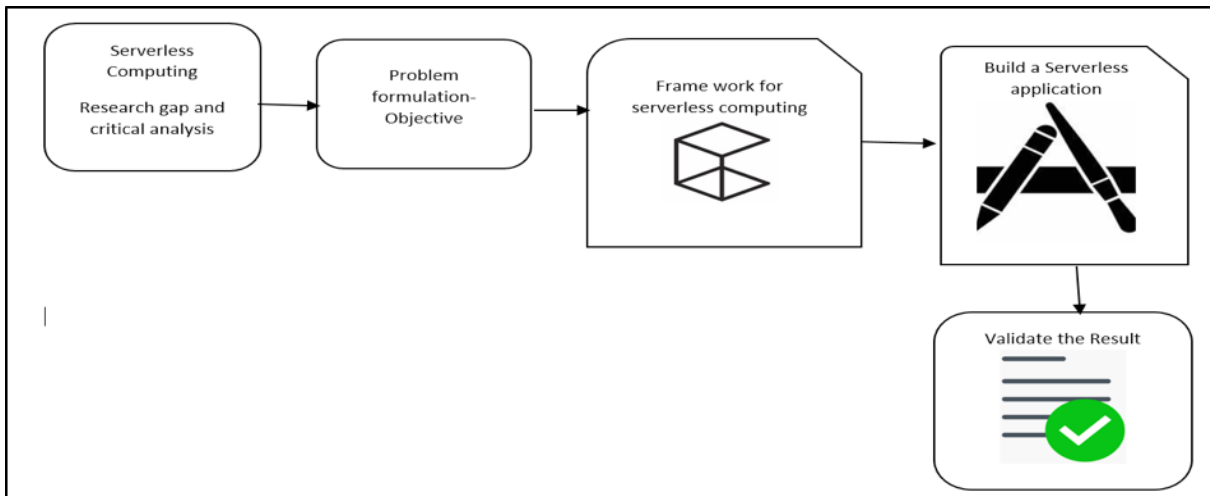 Serverless
Computing
Research gap and
critical analysis
Problem
formulation-
Objective
Frame work for
serverless computing
Build a Serverless
application
Validate the Result